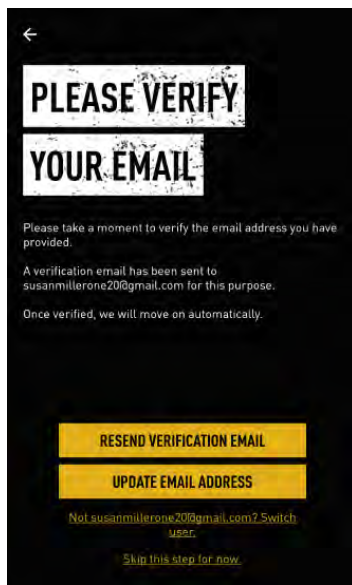 PLEASE VERIFY
YOUR EMAIL
Please take a moment to verify the email address you have
provided.
A verification email has been sent to
susanmillerone20@gmail.com for this purpose.
Once verified, we will move on automatically.
RESEND VERIFICATION EMAIL
UPDATE EMAIL ADDRESS
Not susanmillerone20@gmail.com? Switch
user.
Skip this step for now.